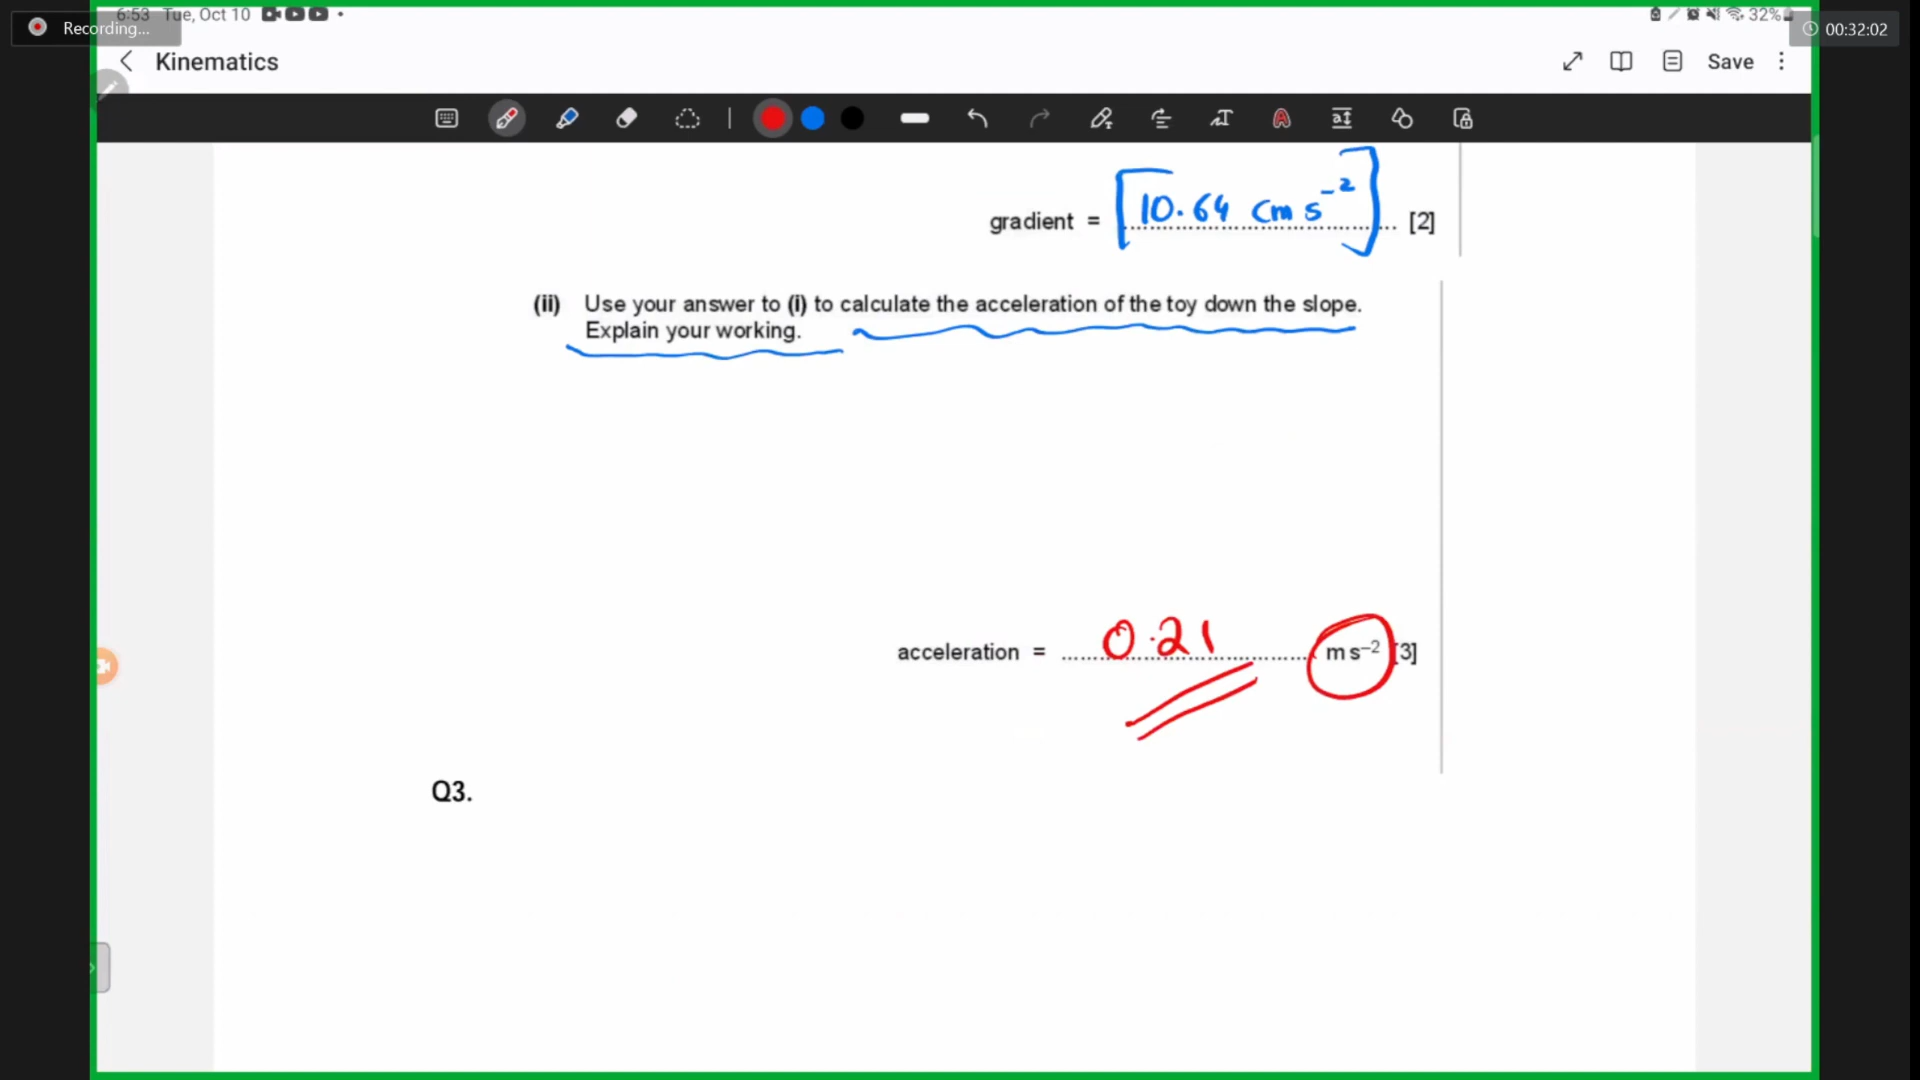 6:53 Tue, Oct 10
32%
Recording...
00:32:02
Kinematics
Save
gradient = 10.64 cm s⁻² [2]
(ii) Use your answer to (i) to calculate the acceleration of the toy down the slope.
Explain your working.
acceleration = 0.21 m s⁻² [3]
Q3.